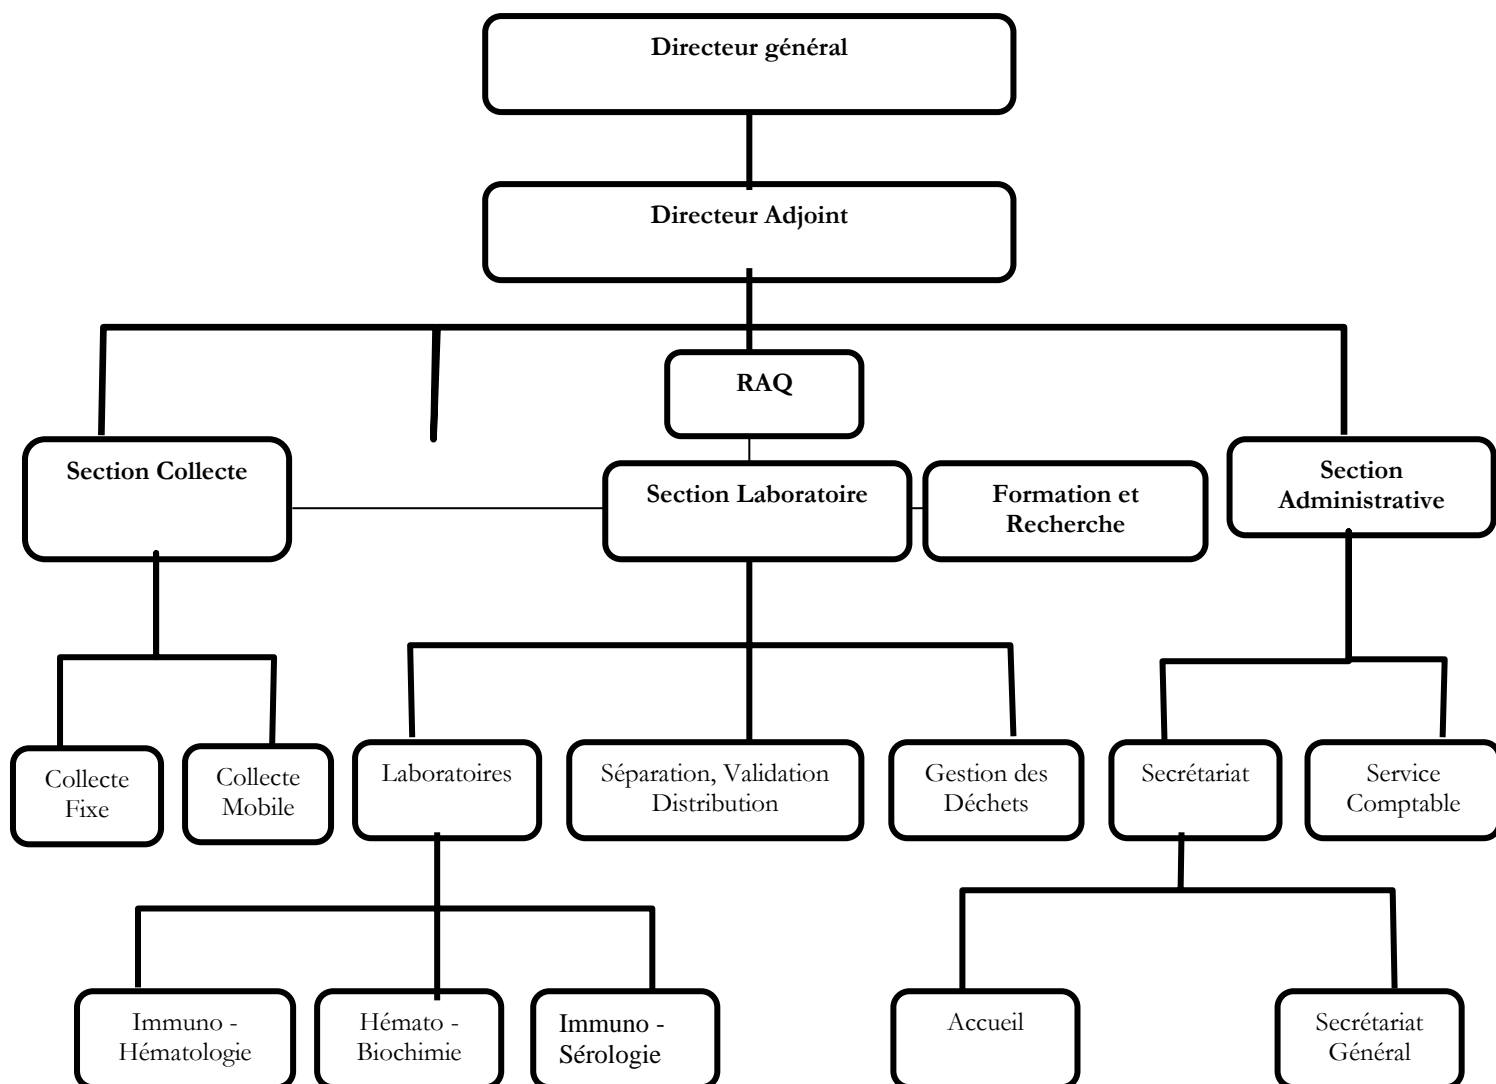 Directeur général
Directeur Adjoint
RAQ
Section Collecte
Section Laboratoire
Formation et
Recherche
Section
Administrative
Collecte
Fixe
Collecte
Mobile
Laboratoires
Séparation, Validation
Distribution
Gestion des
Déchets
Secrétariat
Service
Comptable
Immuno -
Hématologie
Hémato -
Biochimie
Immuno -
Sérologie
Accueil
Secrétariat
Général